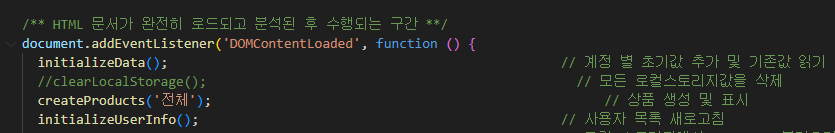 /** HTML 문서가 완전히 로드되고 분석된 후 수행되는 구간 **/
document.addEventListener('DOMContentLoaded', function () {
initializeData(); // 계정 별 초기값 추가 및 기존값 읽기
//clearLocalStorage(); // 모든 로컬스토리지값을 삭제
createProducts('전체'); // 상품 생성 및 표시
initializeUserInfo(); // 사용자 목록 새로고침